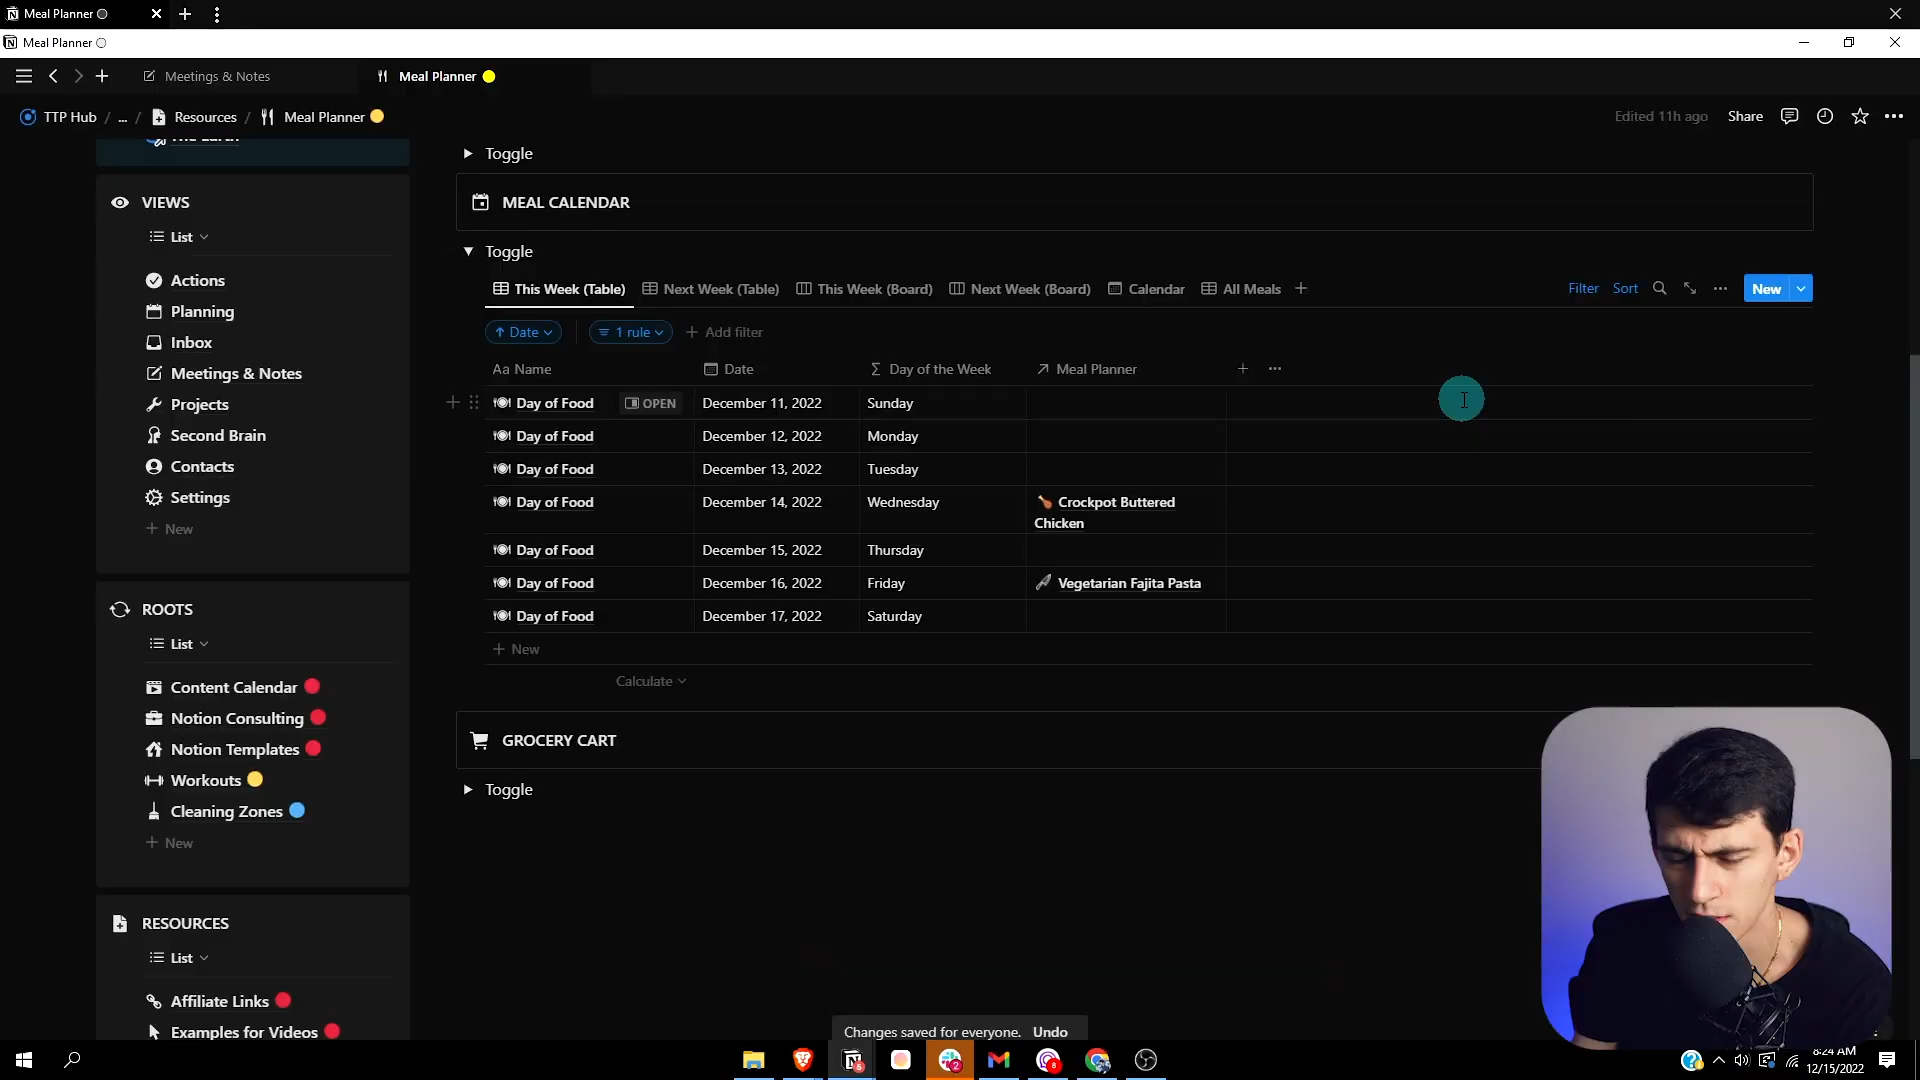 Meal Planner
Meal Planner
Meetings & Notes
Meal Planner
TTP Hub / ... / Resources / Meal Planner
Edited 11h ago
Share
The Earth
VIEWS
List
Actions
Planning
Inbox
Meetings & Notes
Projects
Second Brain
Contacts
Settings
New
ROOTS
List
Content Calendar
Notion Consulting
Notion Templates
Workouts
Cleaning Zones
New
RESOURCES
List
Affiliate Links
Examples for Videos
Toggle
MEAL CALENDAR
Toggle
This Week (Table) Next Week (Table) This Week (Board) Next Week (Board) Calendar All Meals
Filter Sort New
Date 1 rule Add filter
Aa Name Date Day of the Week Meal Planner
Day of Food OPEN December 11, 2022 Sunday
Day of Food December 12, 2022 Monday
Day of Food December 13, 2022 Tuesday
Day of Food December 14, 2022 Wednesday Crockpot Buttered
Chicken
Day of Food December 15, 2022 Thursday
Day of Food December 16, 2022 Friday Vegetarian Fajita Pasta
Day of Food December 17, 2022 Saturday
New
Calculate
GROCERY CART
Toggle
Changes saved for everyone. Undo
8:24 AM
12/15/2022